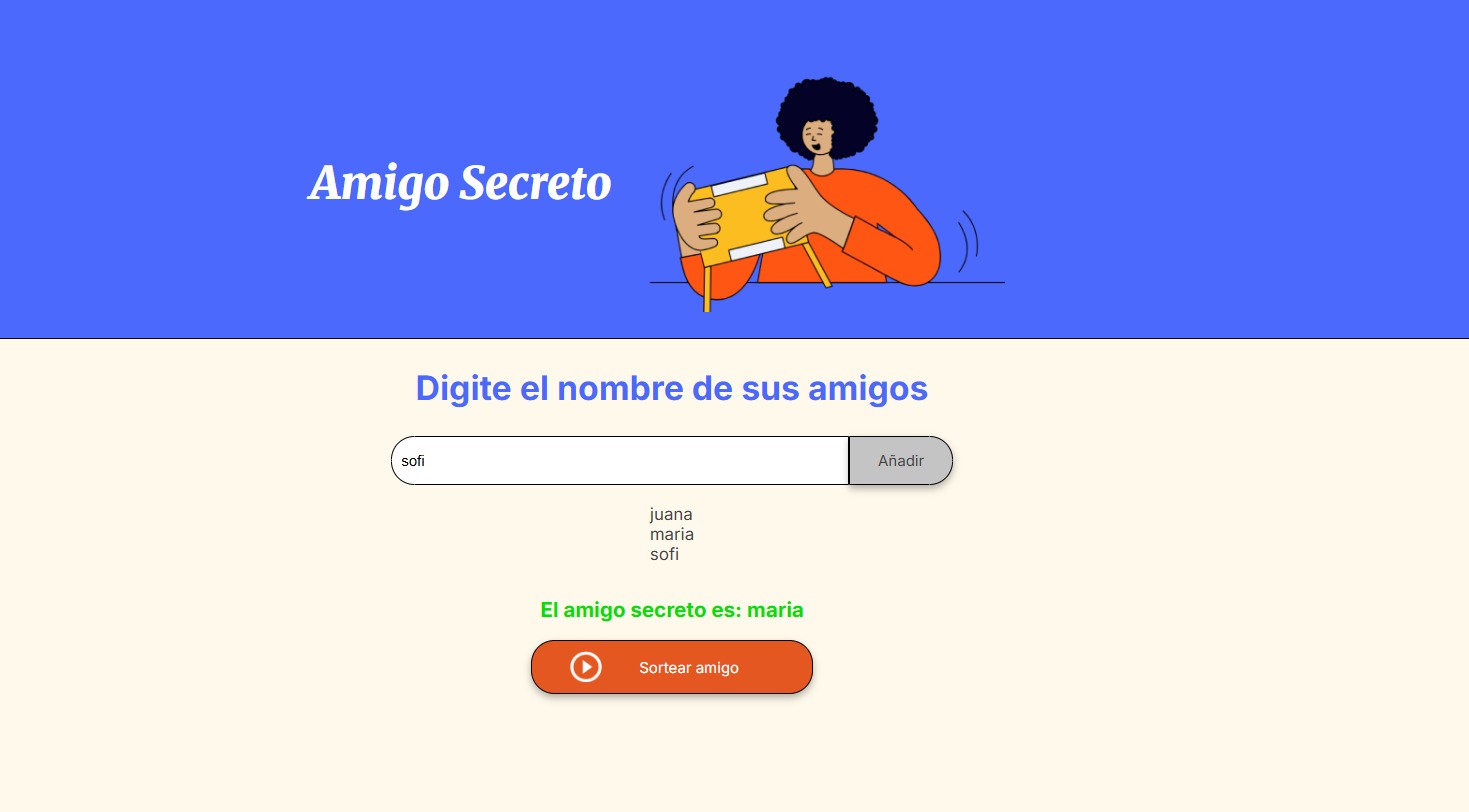 Amigo Secreto
Digite el nombre de sus amigos
sofi
Añadir
juana
maria
sofi
El amigo secreto es: maria
Sortear amigo